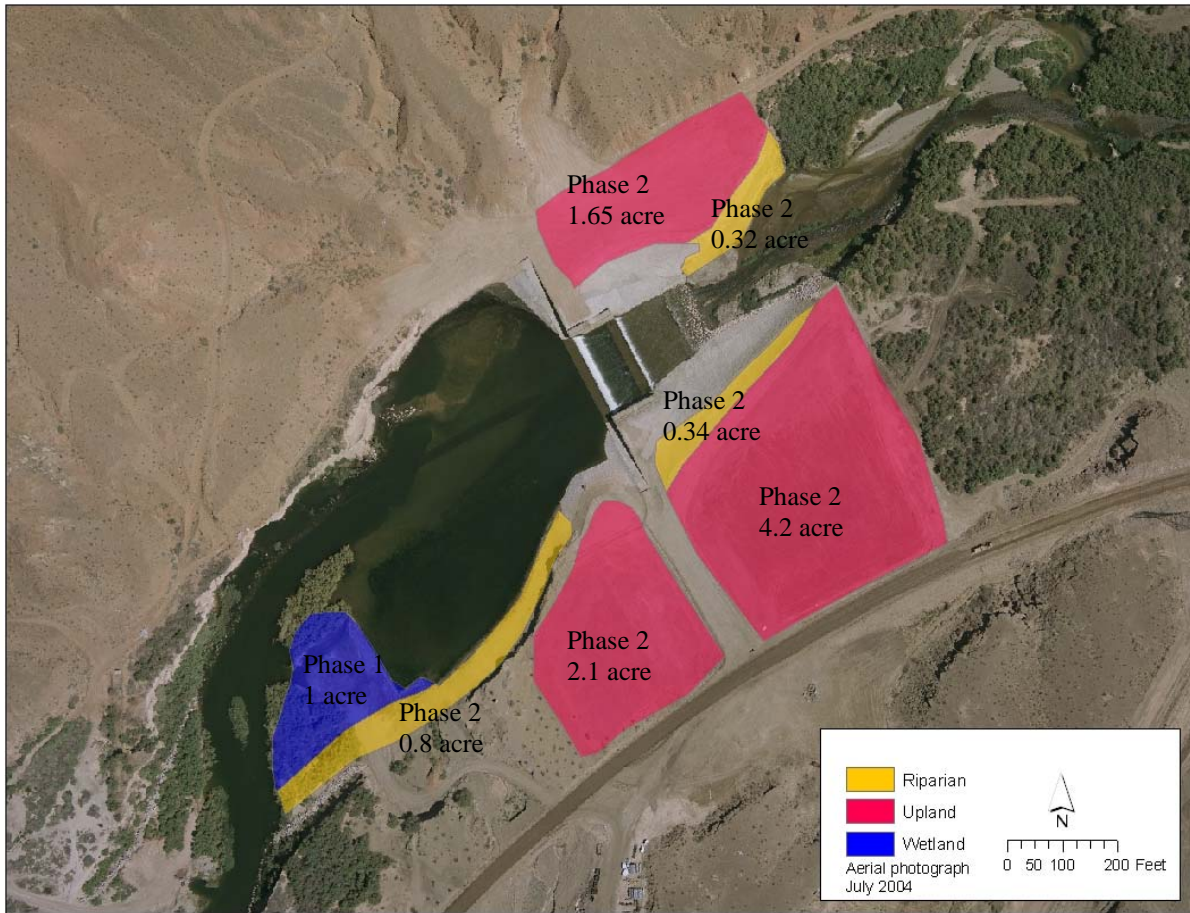 Phase 2
1.65 acre
Phase 2
0.32 acre
Phase 2
0.34 acre
Phase 2
4.2 acre
Phase 2
2.1 acre
Phase 1
1 acre
Phase 2
0.8 acre
Riparian
Upland
Wetland
Aerial photograph
July 2004
N
0 50 100 200 Feet